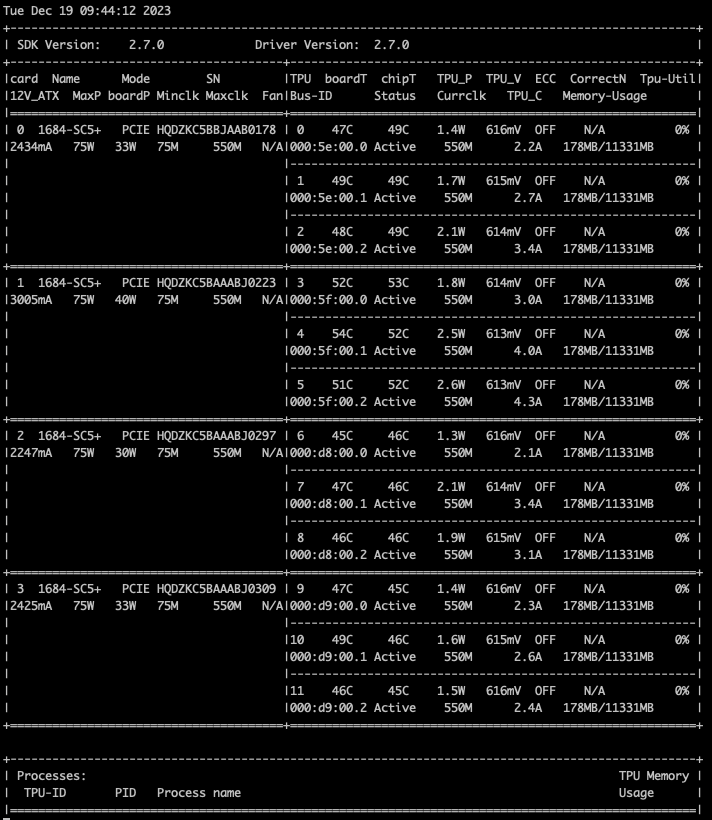 Tue Dec 19 09:44:12 2023
SDK Version: 2.7.0 Driver Version: 2.7.0
card Name Mode SN |TPU boardT chipT TPU_P TPU_V ECC CorrectN Tpu-Util|
|12V_ATX MaxP boardP Minclk Maxclk Fan|Bus-ID Status Currclk TPU_C Memory-Usage
| 0 1684-SC5+ PCIE HQDZKC5BBJAAB0178 | 0 47C 49C 1.4W 616mV OFF N/A 0% |
|2434mA 75W 33W 75M 550M N/A|000:5e:00.0 Active 550M 2.2A 178MB/11331MB
| 1 49C 49C 1.7W 615mV OFF N/A 0% |
|000:5e:00.1 Active 550M 2.7A 178MB/11331MB
| 2 48C 49C 2.1W 614mV OFF N/A 0% |
|000:5e:00.2 Active 550M 3.4A 178MB/11331MB
| 1 1684-SC5+ PCIE HQDZKC5BAAABJ0223 | 3 52C 53C 1.8W 614mV OFF N/A 0% |
|3005mA 75W 40W 75M 550M N/A|000:5f:00.0 Active 550M 3.0A 178MB/11331MB
| 4 54C 52C 2.5W 613mV OFF N/A 0% |
|000:5f:00.1 Active 550M 4.0A 178MB/11331MB
| 5 51C 52C 2.6W 613mV OFF N/A 0% |
|000:5f:00.2 Active 550M 4.3A 178MB/11331MB
| 2 1684-SC5+ PCIE HQDZKC5BAAABJ0297 | 6 45C 46C 1.3W 616mV OFF N/A 0% |
|2247mA 75W 30W 75M 550M N/A|000:d8:00.0 Active 550M 2.1A 178MB/11331MB
| 7 47C 46C 2.1W 614mV OFF N/A 0% |
|000:d8:00.1 Active 550M 3.4A 178MB/11331MB
| 8 46C 46C 1.9W 615mV OFF N/A 0% |
|000:d8:00.2 Active 550M 3.1A 178MB/11331MB
| 3 1684-SC5+ PCIE HQDZKC5BAAABJ0309 | 9 47C 45C 1.4W 616mV OFF N/A 0% |
|2425mA 75W 33W 75M 550M N/A|000:d9:00.0 Active 550M 2.3A 178MB/11331MB
|10 49C 46C 1.6W 615mV OFF N/A 0% |
|000:d9:00.1 Active 550M 2.6A 178MB/11331MB
|11 46C 45C 1.5W 616mV OFF N/A 0% |
|000:d9:00.2 Active 550M 2.4A 178MB/11331MB
| Processes: TPU Memory |
| TPU-ID PID Process name Usage |